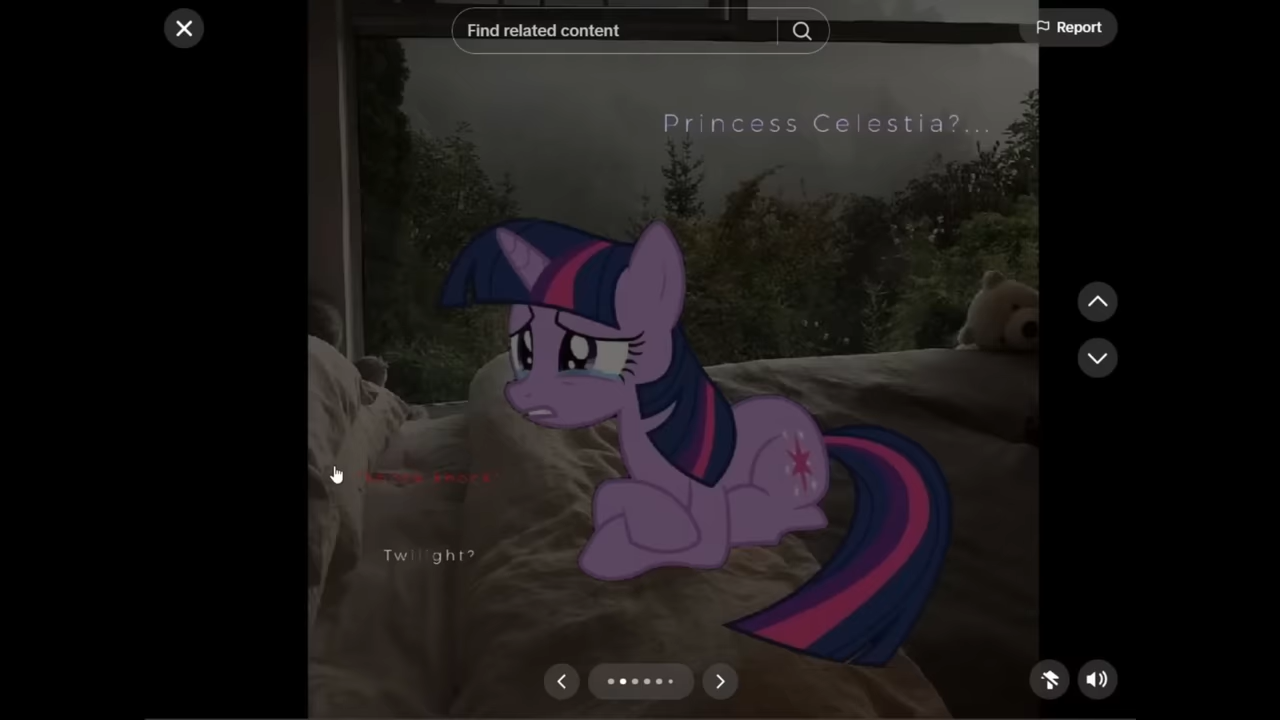 Find related content
Report
Princess Celestia?...
Twilight?